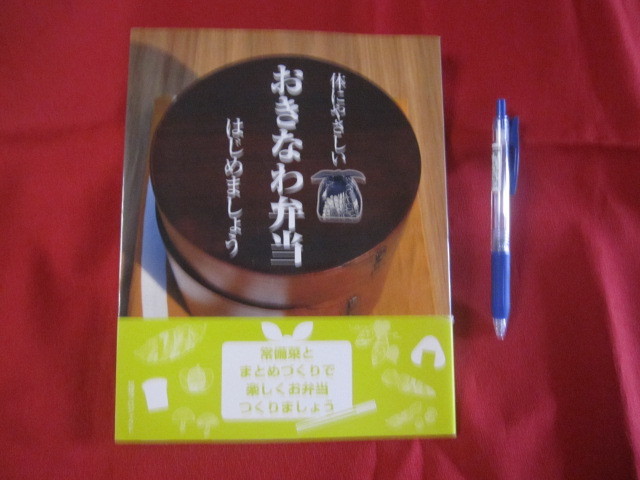 体にやさしい
おきなわ弁当
はじめましょう
常備菜と
まとめづくりで
楽しくお弁当
つくりましょう